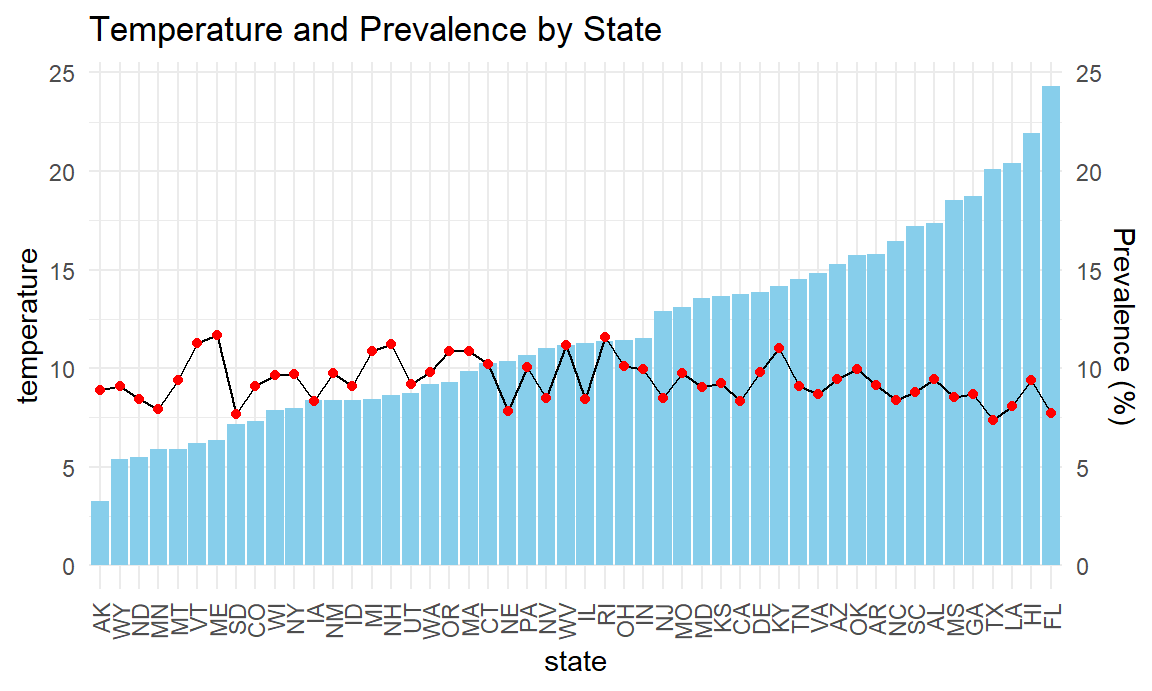 Temperature and Prevalence by State
25
20
15
10
5
0
temperature
25
20
15
10
5
0
Prevalence (%)
AK WY ND MN MT VT ME SD CO WI NY IA NM ID MI NH UT WA OR MA CT NE PA NV WV IL RI OH IN NJ MO MD KS CA DE KY TN VA AZ OK AR NC SC AL MS GA TX LA HI FL
state